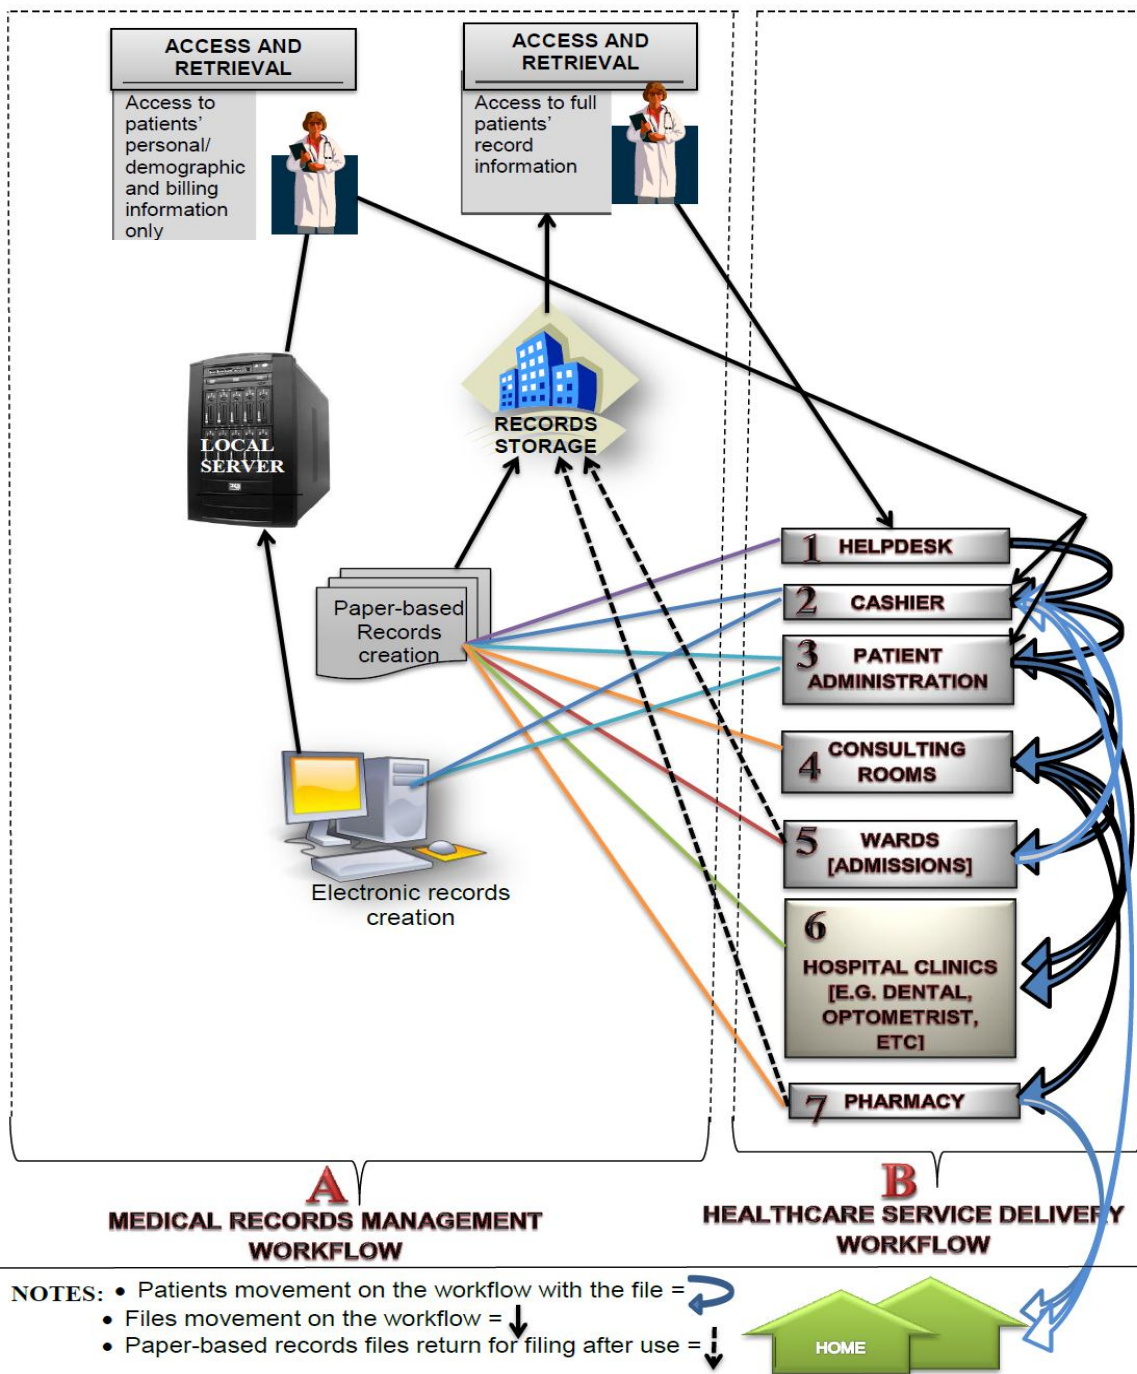 ACCESS AND
RETRIEVAL
Access to
patients'
personal/
demographic
and billing
information
only
ACCESS AND
RETRIEVAL
Access to full
patients'
record
information
LOCAL
SERVER
RECORDS
STORAGE
Paper-based
Records
creation
Electronic records
creation
1 HELPDESK
2 CASHIER
3 PATIENT
ADMINISTRATION
4 CONSULTING
ROOMS
5 WARDS
[ADMISSIONS]
6
HOSPITAL CLINICS
[E.G. DENTAL,
OPTOMETRIST,
ETC]
7 PHARMACY
A
MEDICAL RECORDS MANAGEMENT
WORKFLOW
B
HEALTHCARE SERVICE DELIVERY
WORKFLOW
NOTES: • Patients movement on the workflow with the file =
• Files movement on the workflow =
• Paper-based records files return for filing after use =
HOME